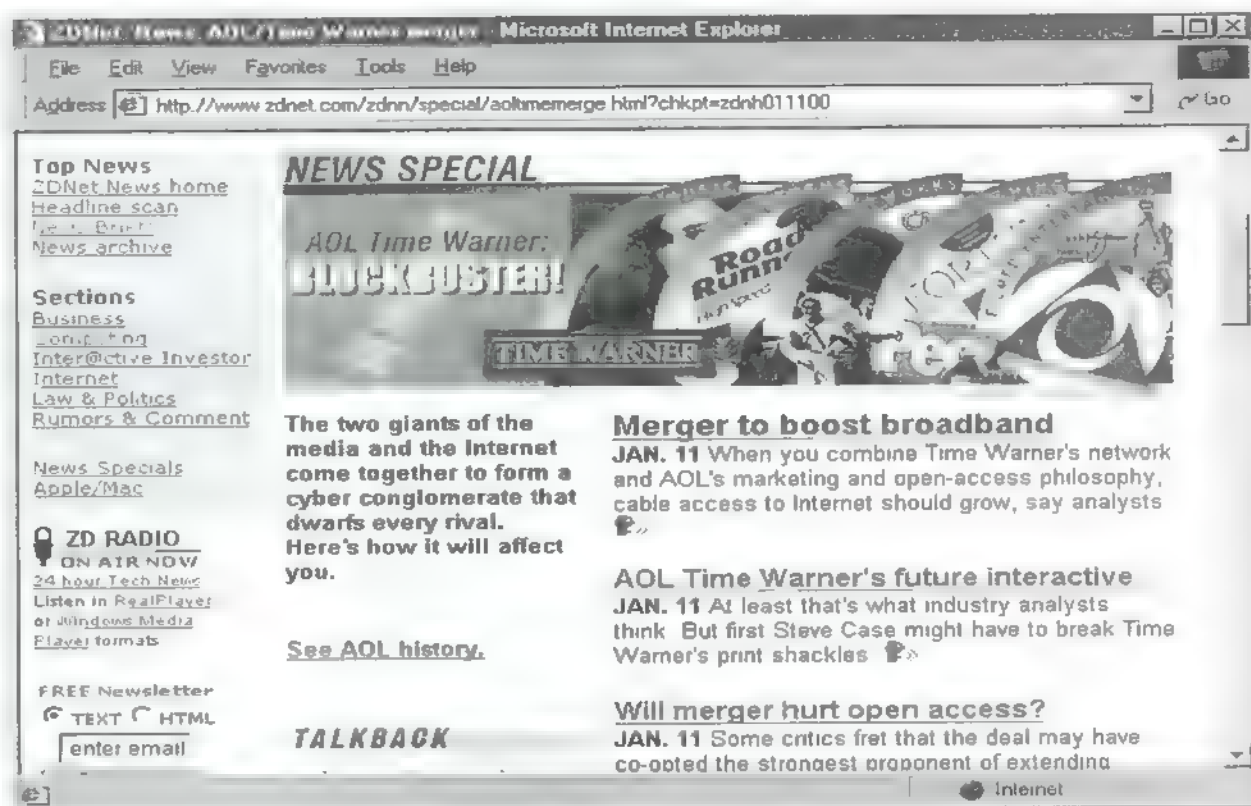 ZDNet News AOL/Time Warner merger Microsoft Internet Explorer
File Edit View Favorites Tools Help
Address http://www zdnet.com/zdnn/special/aoltimemerge html?chkpt=zdnh011100 Go
Top News
ZDNet News home
Headline scan
News archive
Sections
Business
Computing
Inter@ctive Investor
Internet
Law & Politics
Rumors & Comment
News Specials
Apple/Mac
ZD RADIO
ON AIR NOW
24 hour Tech News
Listen in RealPlayer
or Windows Media
Player formats
FREE Newsletter
TEXT HTML
enter email
NEWS SPECIAL
AOL Time Warner:
BLOCKBUSTER!
Road
Runner
TIME WARNER
The two giants of the
media and the Internet
come together to form a
cyber conglomerate that
dwarfs every rival.
Here's how it will affect
you.
See AOL history.
TALKBACK
Merger to boost broadband
JAN. 11 When you combine Time Warner's network
and AOL's marketing and open-access philosophy,
cable access to Internet should grow, say analysts
AOL Time Warner's future interactive
JAN. 11 At least that's what industry analysts
think But first Steve Case might have to break Time
Warner's print shackles
Will merger hurt open access?
JAN. 11 Some critics fret that the deal may have
co-opted the strongest proponent of extending
Internet